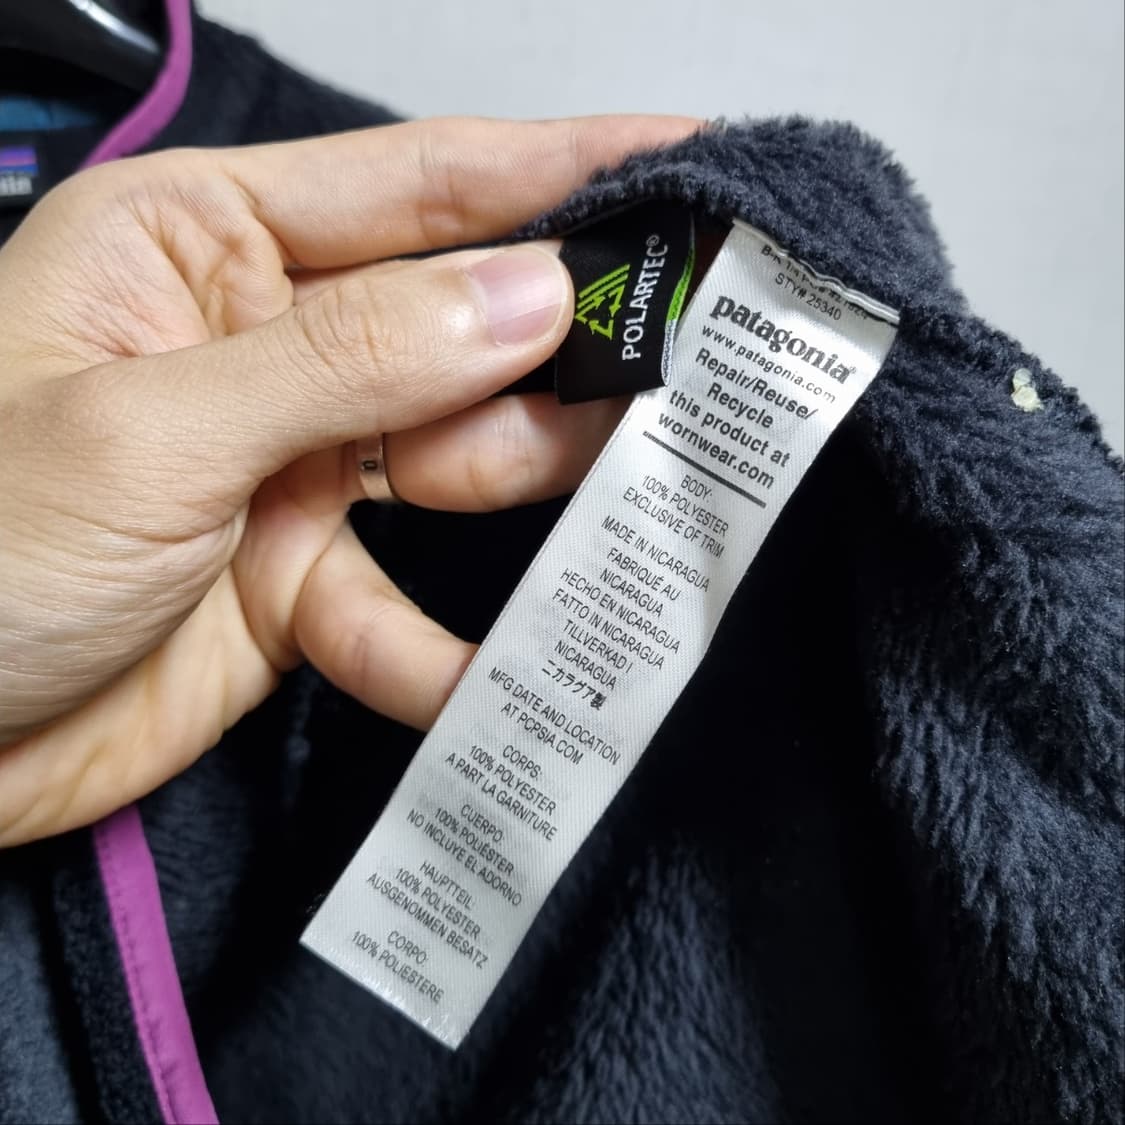 POLARTEC®
STY# 25340
patagonia®
www.patagonia.com
Repair/Reuse/
Recycle
this product at
wornwear.com
BODY:
100% POLYESTER
EXCLUSIVE OF TRIM
MADE IN NICARAGUA
FABRIQUÉ AU
NICARAGUA
HECHO EN NICARAGUA
FATTO IN NICARAGUA
TILLVERKAD I
NICARAGUA
ニカラグア製
MFG DATE AND LOCATION
AT PCPSIA.COM
CORPS:
100% POLYESTER
A PART LA GARNITURE
CUERPO:
100% POLIÉSTER
NO INCLUYE EL ADORNO
HAUPTTEIL:
100% POLYESTER
AUSGENOMMEN BESATZ
CORPO:
100% POLIESTERE